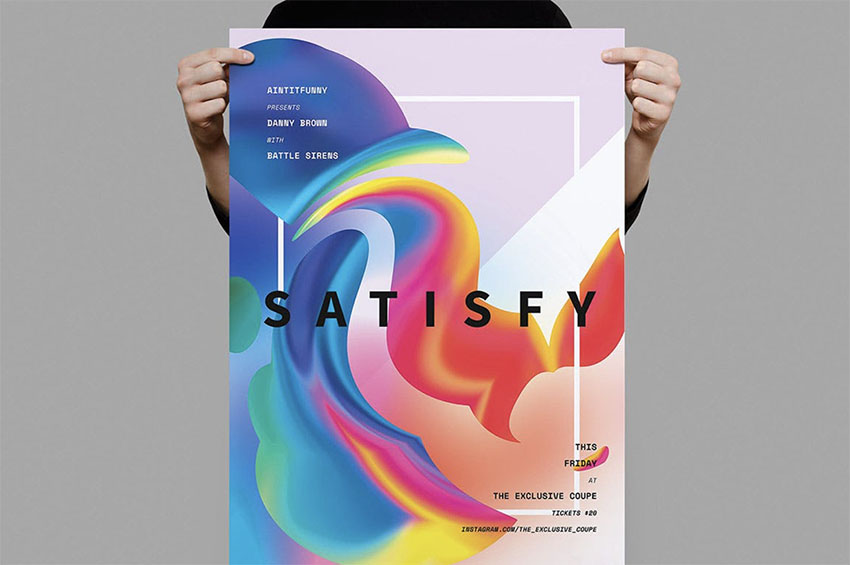 AINTITFUNNY
PRESENTS
DANNY BROWN
WITH
BATTLE SIRENS
SATISFY
THIS
FRIDAY
AT
THE EXCLUSIVE COUPE
TICKETS $20
INSTAGRAM.COM/THE_EXCLUSIVE_COUPE